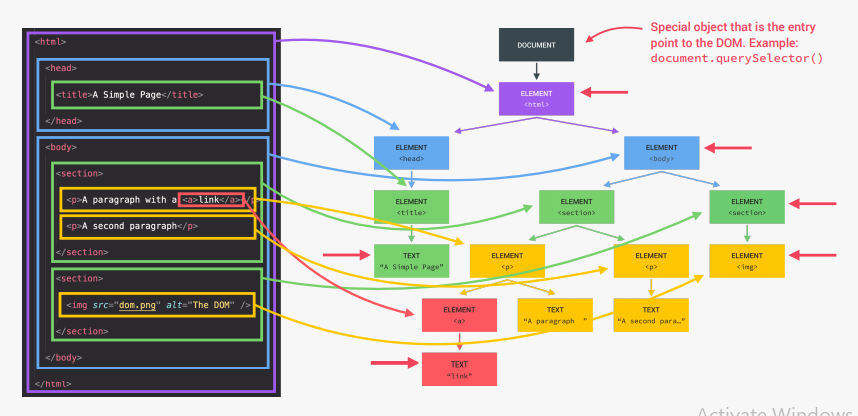 <html>
<head>
<title>A Simple Page</title>
</head>
<body>
<section>
<p>A paragraph with a <a>link</a></p
<p>A second paragraph</p>
</section>
<section>
<img src="dom.png" alt="The DOM" />
</section>
</body>
</html>
DOCUMENT
Special object that is the entry
point to the DOM. Example:
document.querySelector()
ELEMENT
<html>
ELEMENT
<head>
ELEMENT
<body>
ELEMENT
<title>
ELEMENT
<section>
ELEMENT
<section>
TEXT
"A Simple Page"
ELEMENT
<p>
ELEMENT
<p>
ELEMENT
<img>
ELEMENT
<a>
TEXT
"A paragraph "
TEXT
"A second para…"
TEXT
"link"
Activate Windows